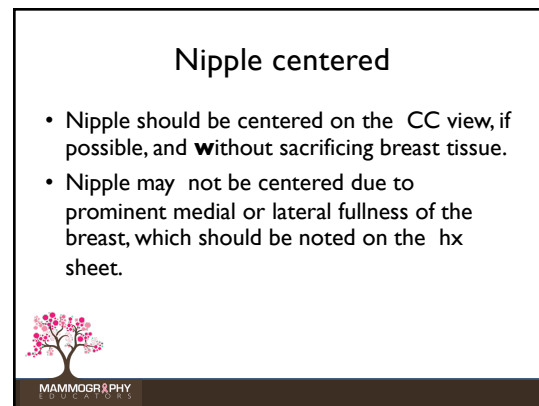 Nipple centered
• Nipple should be centered on the CC view, if
possible, and without sacrificing breast tissue.
• Nipple may not be centered due to
prominent medial or lateral fullness of the
breast, which should be noted on the hx
sheet.
MAMMOGRAPHY
EDUCATORS